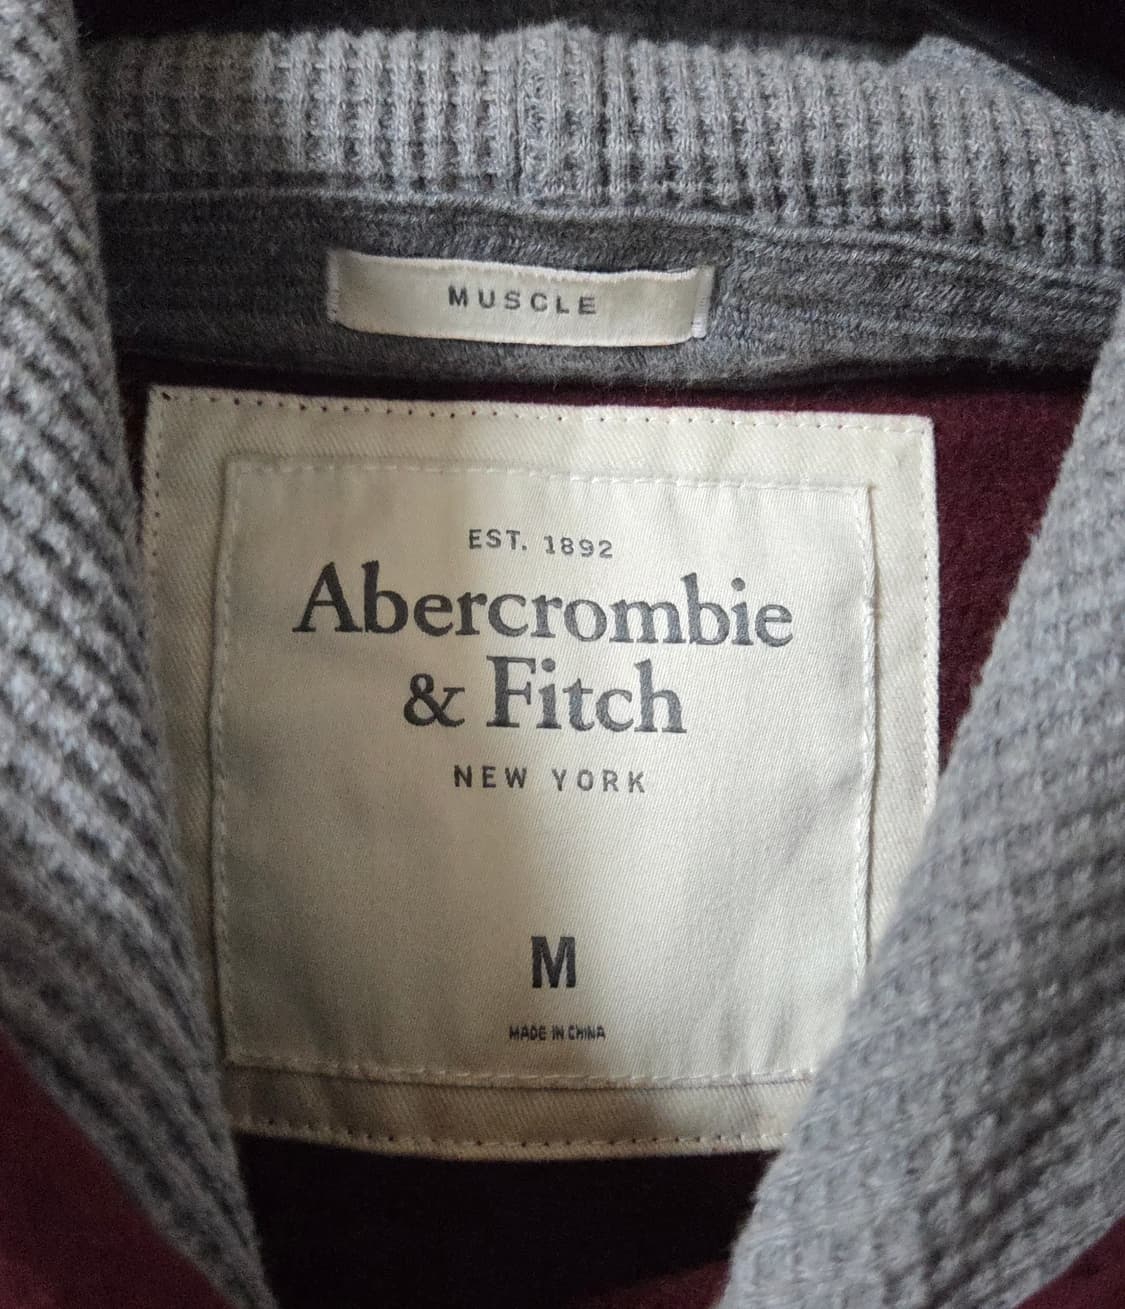 MUSCLE
EST. 1892
Abercrombie
& Fitch
NEW YORK
M
MADE IN CHINA